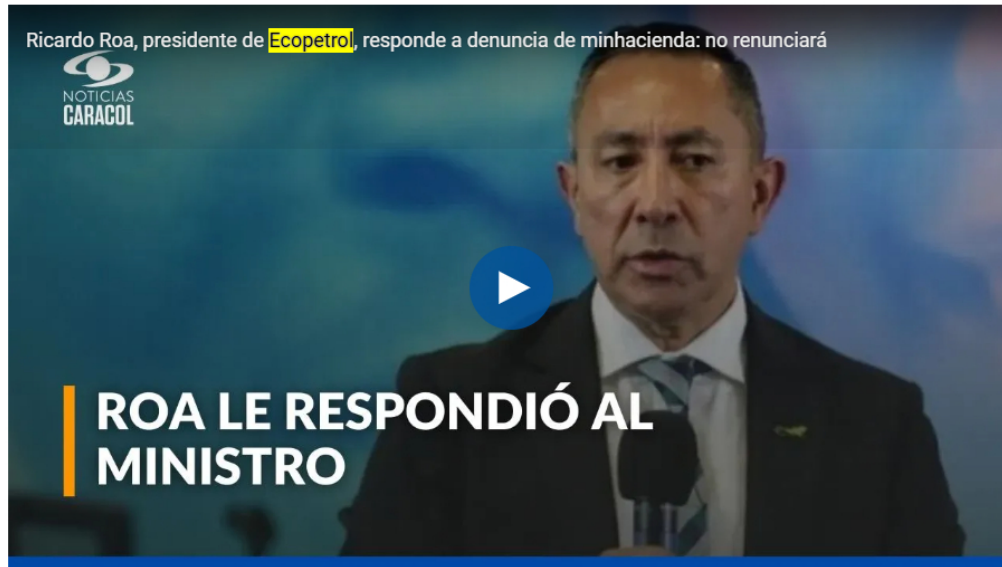 Ricardo Roa, presidente de Ecopetrol, responde a denuncia de minhacienda: no renunciará
NOTICIAS
CARACOL
ROA LE RESPONDIÓ AL
MINISTRO